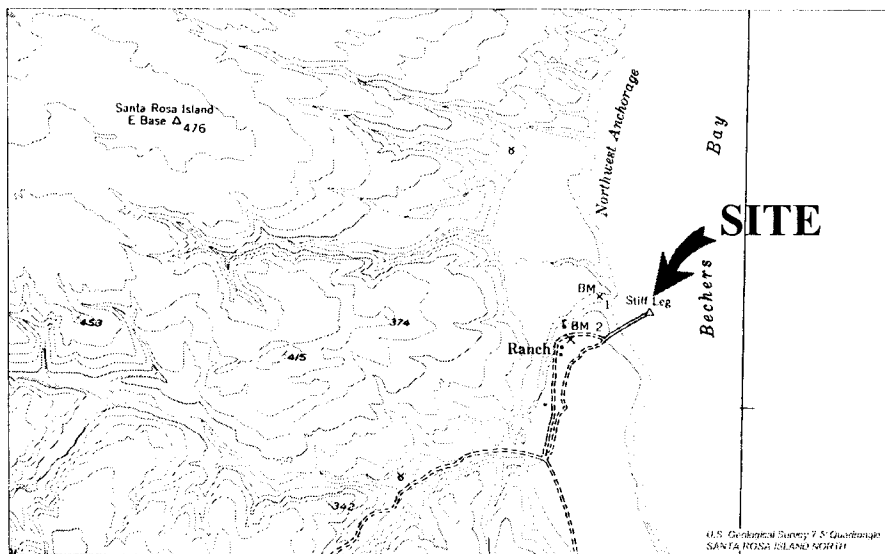 Santa Rosa Island
E Base 476
Northwest Anchorage
Bechers Bay
SITE
BM 1
Stiff Leg
BM 2
Ranch
453
374
415
342
U.S. Geological Survey 7.5' Quadrangle
SANTA ROSA ISLAND NORTH